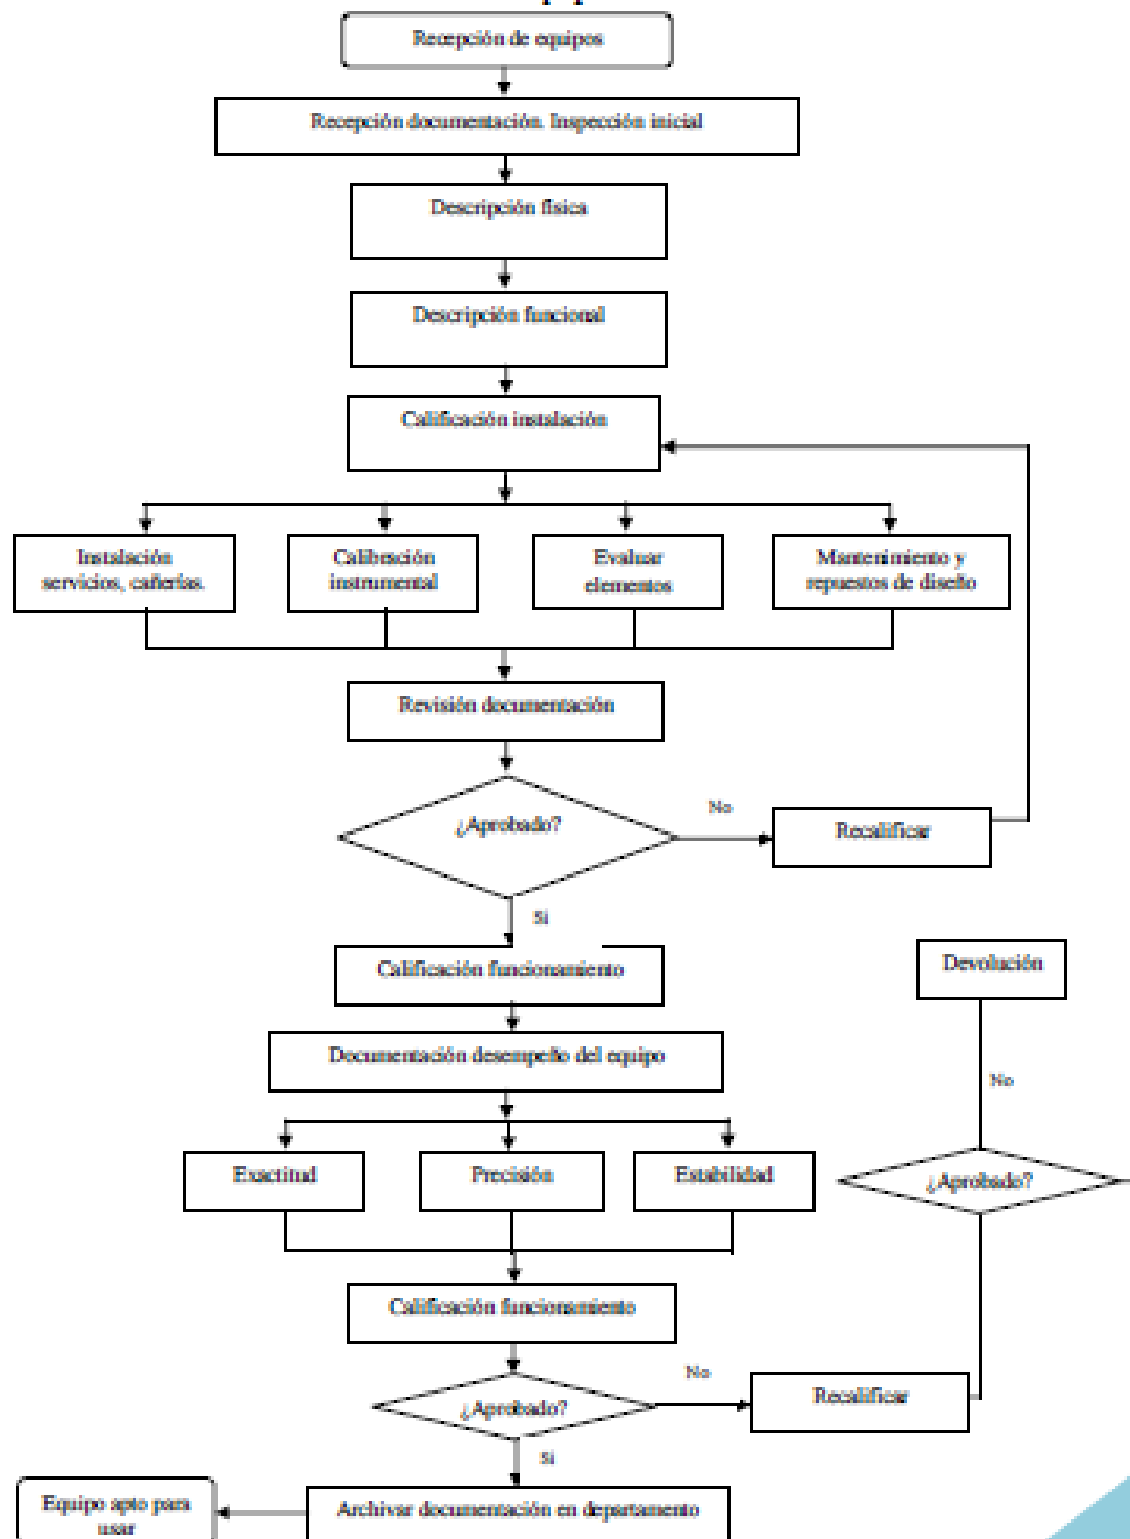 Recepción de equipos
Recepción documentación. Inspección inicial
Descripción física
Descripción funcional
Calificación instalación
Instalación
servicios, cañerías.
Calibración
instrumental
Evaluar
elementos
Mantenimiento y
repuestos de diseño
Revisión documentación
¿Aprobado?
No
Recalificar
Si
Calificación funcionamiento
Devolución
Documentación desempeño del equipo
No
Exactitud
Precisión
Estabilidad
¿Aprobado?
Calificación funcionamiento
¿Aprobado?
No
Recalificar
Si
Archivar documentación en departamento
Equipo apto para
usar